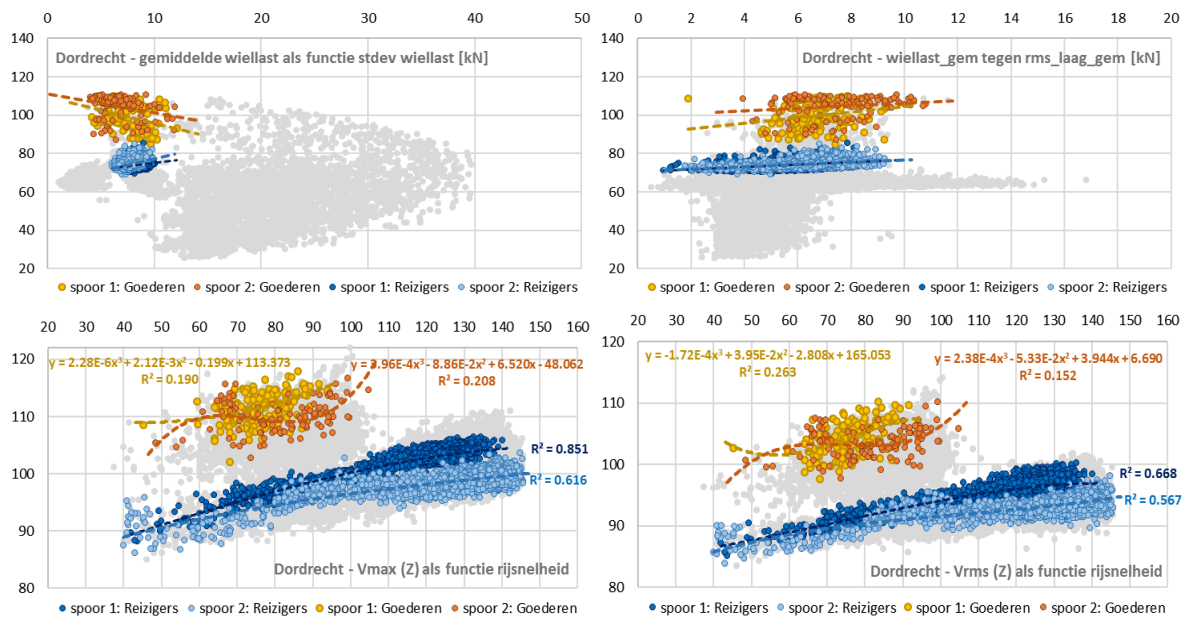 0 10 20 30 40 50
140
120
100
80
60
40
20
Dordrecht - gemiddelde wiellast als functie stdev wiellast [kN]
spoor 1: Goederen spoor 2: Goederen spoor 1: Reizigers spoor 2: Reizigers
0 2 4 6 8 10 12 14 16 18 20
140
120
100
80
60
40
20
Dordrecht - wiellast_gem tegen rms_laag_gem [kN]
spoor 1: Goederen spoor 2: Goederen spoor 1: Reizigers spoor 2: Reizigers
20 30 40 50 60 70 80 90 100 110 120 130 140 150 160
120
110
100
90
80
y = 2.28E-6x³ + 2.12E-3x² - 0.199x + 113.373
R² = 0.190
y = 3.96E-4x³ - 8.86E-2x² + 6.520x - 48.062
R² = 0.208
R² = 0.851
R² = 0.616
Dordrecht - Vmax (Z) als functie rijsnelheid
spoor 1: Reizigers spoor 2: Reizigers spoor 1: Goederen spoor 2: Goederen
20 30 40 50 60 70 80 90 100 110 120 130 140 150 160
120
110
100
90
80
y = -1.72E-4x³ + 3.95E-2x² - 2.808x + 165.053
R² = 0.263
y = 2.38E-4x³ - 5.33E-2x² + 3.944x + 6.690
R² = 0.152
R² = 0.668
R² = 0.567
Dordrecht - Vrms (Z) als functie rijsnelheid
spoor 1: Reizigers spoor 2: Reizigers spoor 1: Goederen spoor 2: Goederen